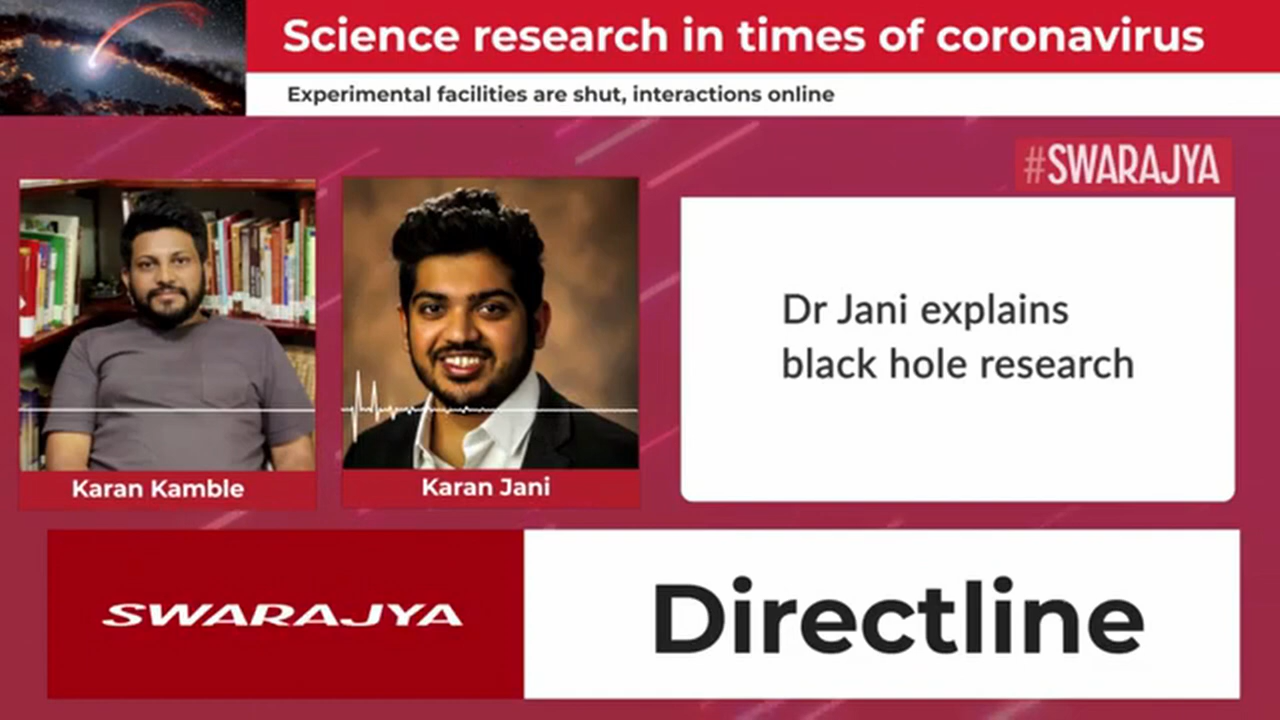 Science research in times of coronavirus
Experimental facilities are shut, interactions online
#SWARAJYA
Karan Kamble
Karan Jani
Dr Jani explains
black hole research
SWARAJYA
Directline